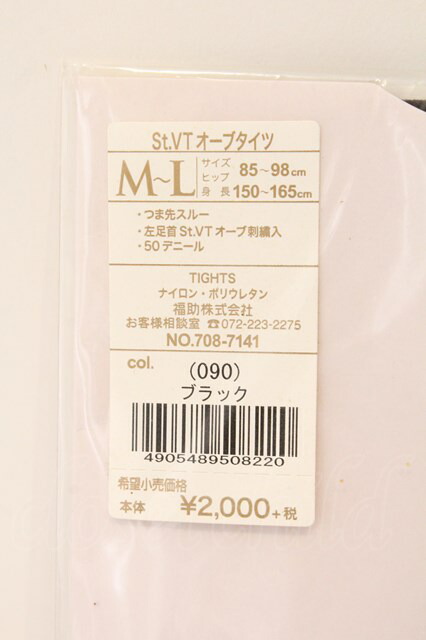 St.VT オーブタイツ
M~L
サイズ
ヒップ 85~98cm
身長 150~165cm
・つま先スルー
・左足首St.VTオーブ刺繍入
・50デニール
TIGHTS
ナイロン・ポリウレタン
福助株式会社
お客様相談室 ☎072-223-2275
NO.708-7141
col.
(090)
ブラック
4905489508220
希望小売価格
本体 ¥2,000+税